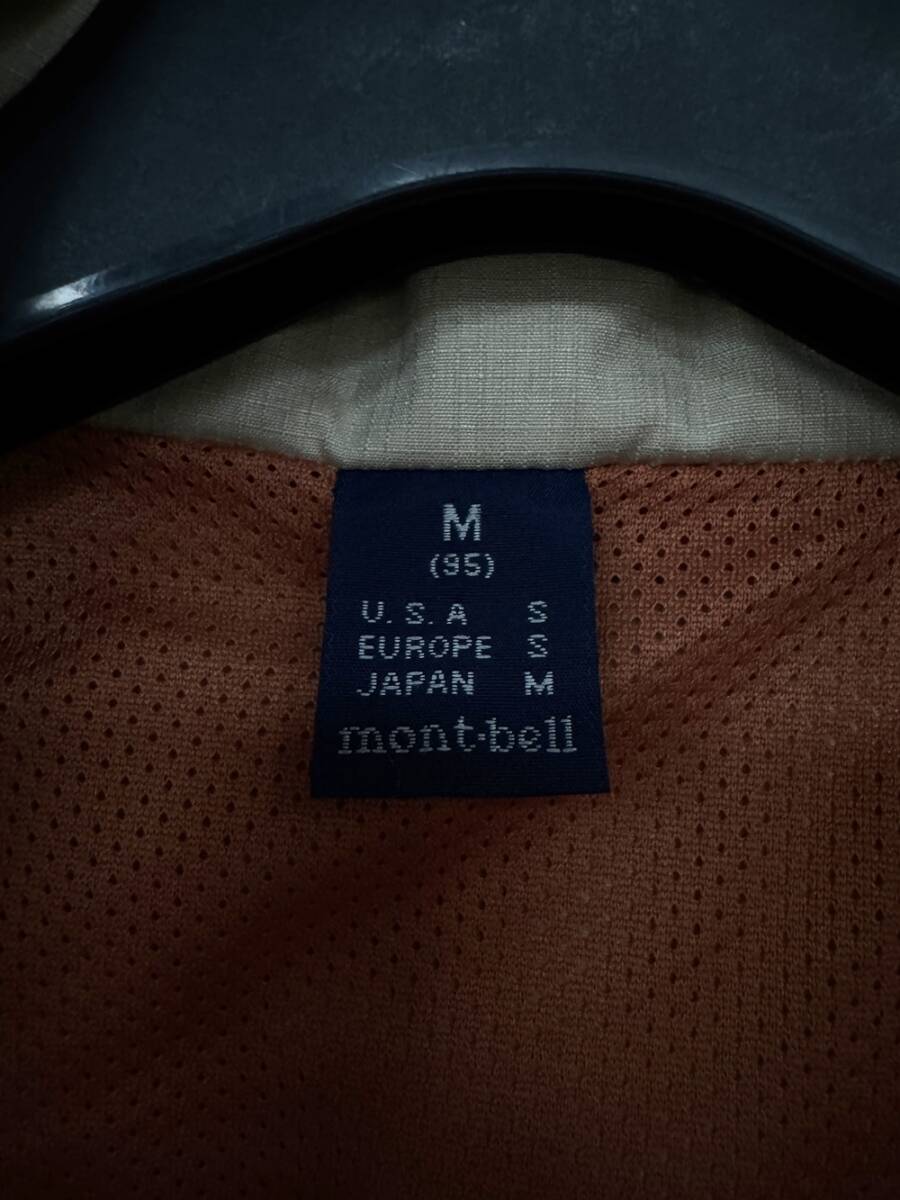 M
(95)
U.S.A S
EUROPE S
JAPAN M
mont-bell